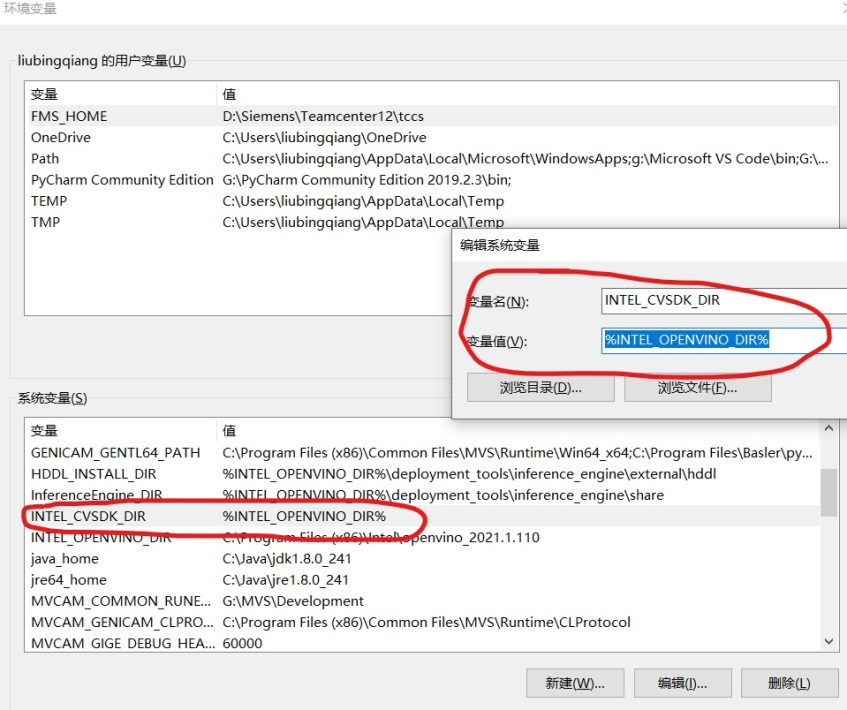 环境变量
liubingqiang 的用户变量(U)
变量 值
FMS_HOME D:\Siemens\Teamcenter12\tccs
OneDrive C:\Users\liubingqiang\OneDrive
Path C:\Users\liubingqiang\AppData\Local\Microsoft\WindowsApps;g:\Microsoft VS Code\bin;G:\...
PyCharm Community Edition G:\PyCharm Community Edition 2019.2.3\bin;
TEMP C:\Users\liubingqiang\AppData\Local\Temp
TMP C:\Users\liubingqiang\AppData\Local\Temp
编辑系统变量
变量名(N): INTEL_CVSDK_DIR
变量值(V): %INTEL_OPENVINO_DIR%
浏览目录(D)... 浏览文件(F)...
系统变量(S)
变量 值
GENICAM_GENTL64_PATH C:\Program Files (x86)\Common Files\MVS\Runtime\Win64_x64;C:\Program Files\Basler\py...
HDDL_INSTALL_DIR %INTEL_OPENVINO_DIR%\deployment_tools\inference_engine\external\hddl
InferenceEngine_DIR %INTEL_OPENVINO_DIR%\deployment_tools\inference_engine\share
INTEL_CVSDK_DIR %INTEL_OPENVINO_DIR%
INTEL_OPENVINO_DIR C:\Program Files (x86)\Intel\openvino_2021.1.110
java_home C:\Java\jdk1.8.0_241
jre64_home C:\Java\jre1.8.0_241
MVCAM_COMMON_RUNE... G:\MVS\Development
MVCAM_GENICAM_CLPRO... C:\Program Files (x86)\Common Files\MVS\Runtime\CLProtocol
MVCAM_GIGE_DEBUG_HEA... 60000
新建(W)... 编辑(I)... 删除(L)